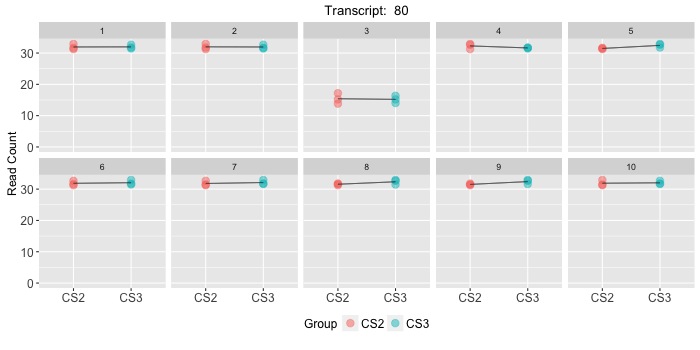 Transcript:  80
1 2 3 4 5
30
20
10
0
Read Count
6 7 8 9 10
30
20
10
0
CS2 CS3 CS2 CS3 CS2 CS3 CS2 CS3 CS2 CS3
Group CS2 CS3